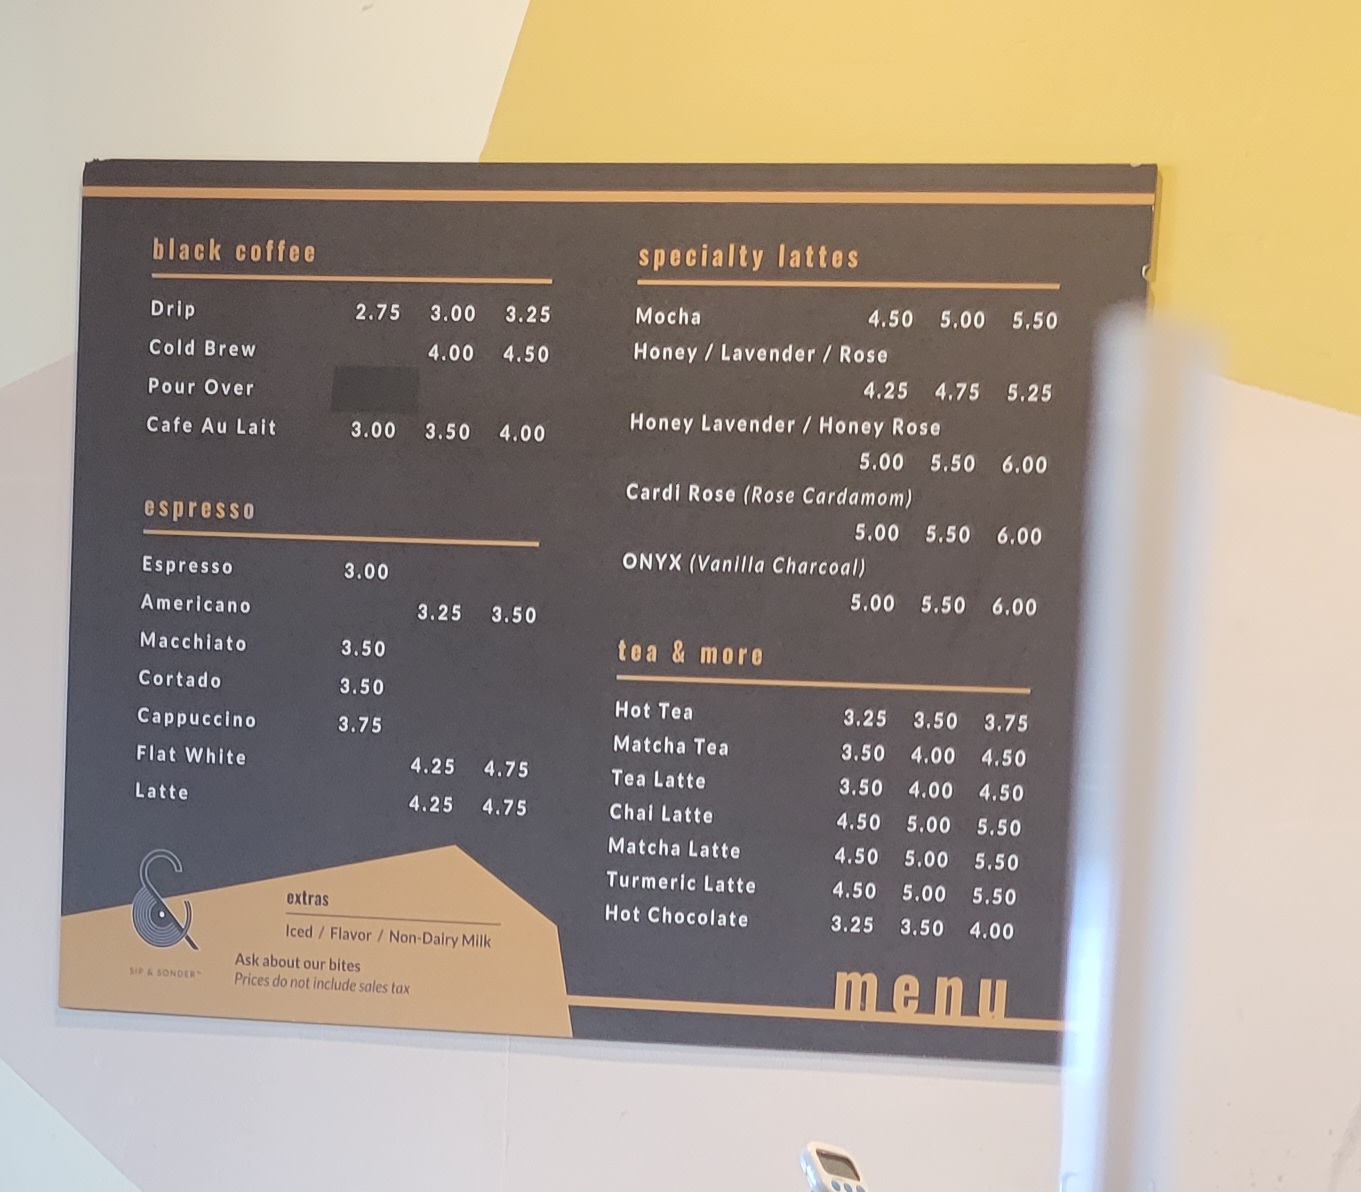 black coffee
Drip 2.75 3.00 3.25
Cold Brew 4.00 4.50
Pour Over
Cafe Au Lait 3.00 3.50 4.00
espresso
Espresso 3.00
Americano 3.25 3.50
Macchiato 3.50
Cortado 3.50
Cappuccino 3.75
Flat White 4.25 4.75
Latte 4.25 4.75
extras
Iced / Flavor / Non-Dairy Milk
Ask about our bites
Prices do not include sales tax
&
SIP & SONDER™
specialty lattes
Mocha 4.50 5.00 5.50
Honey / Lavender / Rose
4.25 4.75 5.25
Honey Lavender / Honey Rose
5.00 5.50 6.00
Cardi Rose (Rose Cardamom)
5.00 5.50 6.00
ONYX (Vanilla Charcoal)
5.00 5.50 6.00
tea & more
Hot Tea 3.25 3.50 3.75
Matcha Tea 3.50 4.00 4.50
Tea Latte 3.50 4.00 4.50
Chai Latte 4.50 5.00 5.50
Matcha Latte 4.50 5.00 5.50
Turmeric Latte 4.50 5.00 5.50
Hot Chocolate 3.25 3.50 4.00
menu